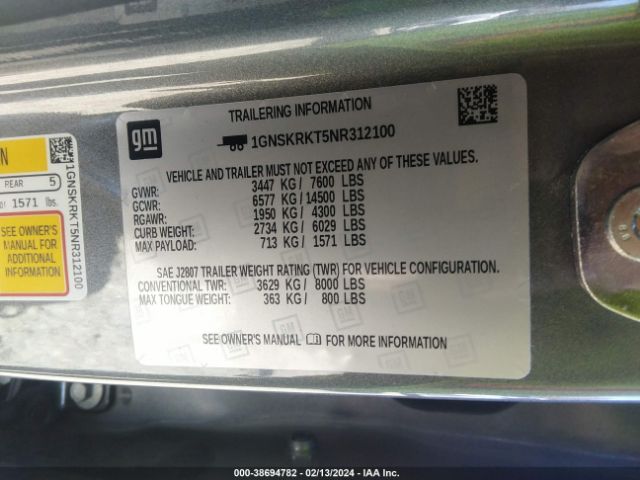 TRAILERING INFORMATION
gm
1GNSKRKT5NR312100
VEHICLE AND TRAILER MUST NOT EXCEED ANY OF THESE VALUES.
GVWR: 3447 KG / 7600 LBS
GCWR: 6577 KG / 14500 LBS
RGAWR: 1950 KG / 4300 LBS
CURB WEIGHT: 2734 KG / 6029 LBS
MAX PAYLOAD: 713 KG / 1571 LBS
SAE J2807 TRAILER WEIGHT RATING (TWR) FOR VEHICLE CONFIGURATION.
CONVENTIONAL TWR: 3629 KG / 8000 LBS
MAX TONGUE WEIGHT: 363 KG / 800 LBS
SEE OWNER'S MANUAL FOR MORE INFORMATION
REAR 5
1571 lbs.
SEE OWNER'S
MANUAL FOR
ADDITIONAL
INFORMATION
1GNSKRKT5NR312100
000-38694782 - 02/13/2024 - IAA Inc.